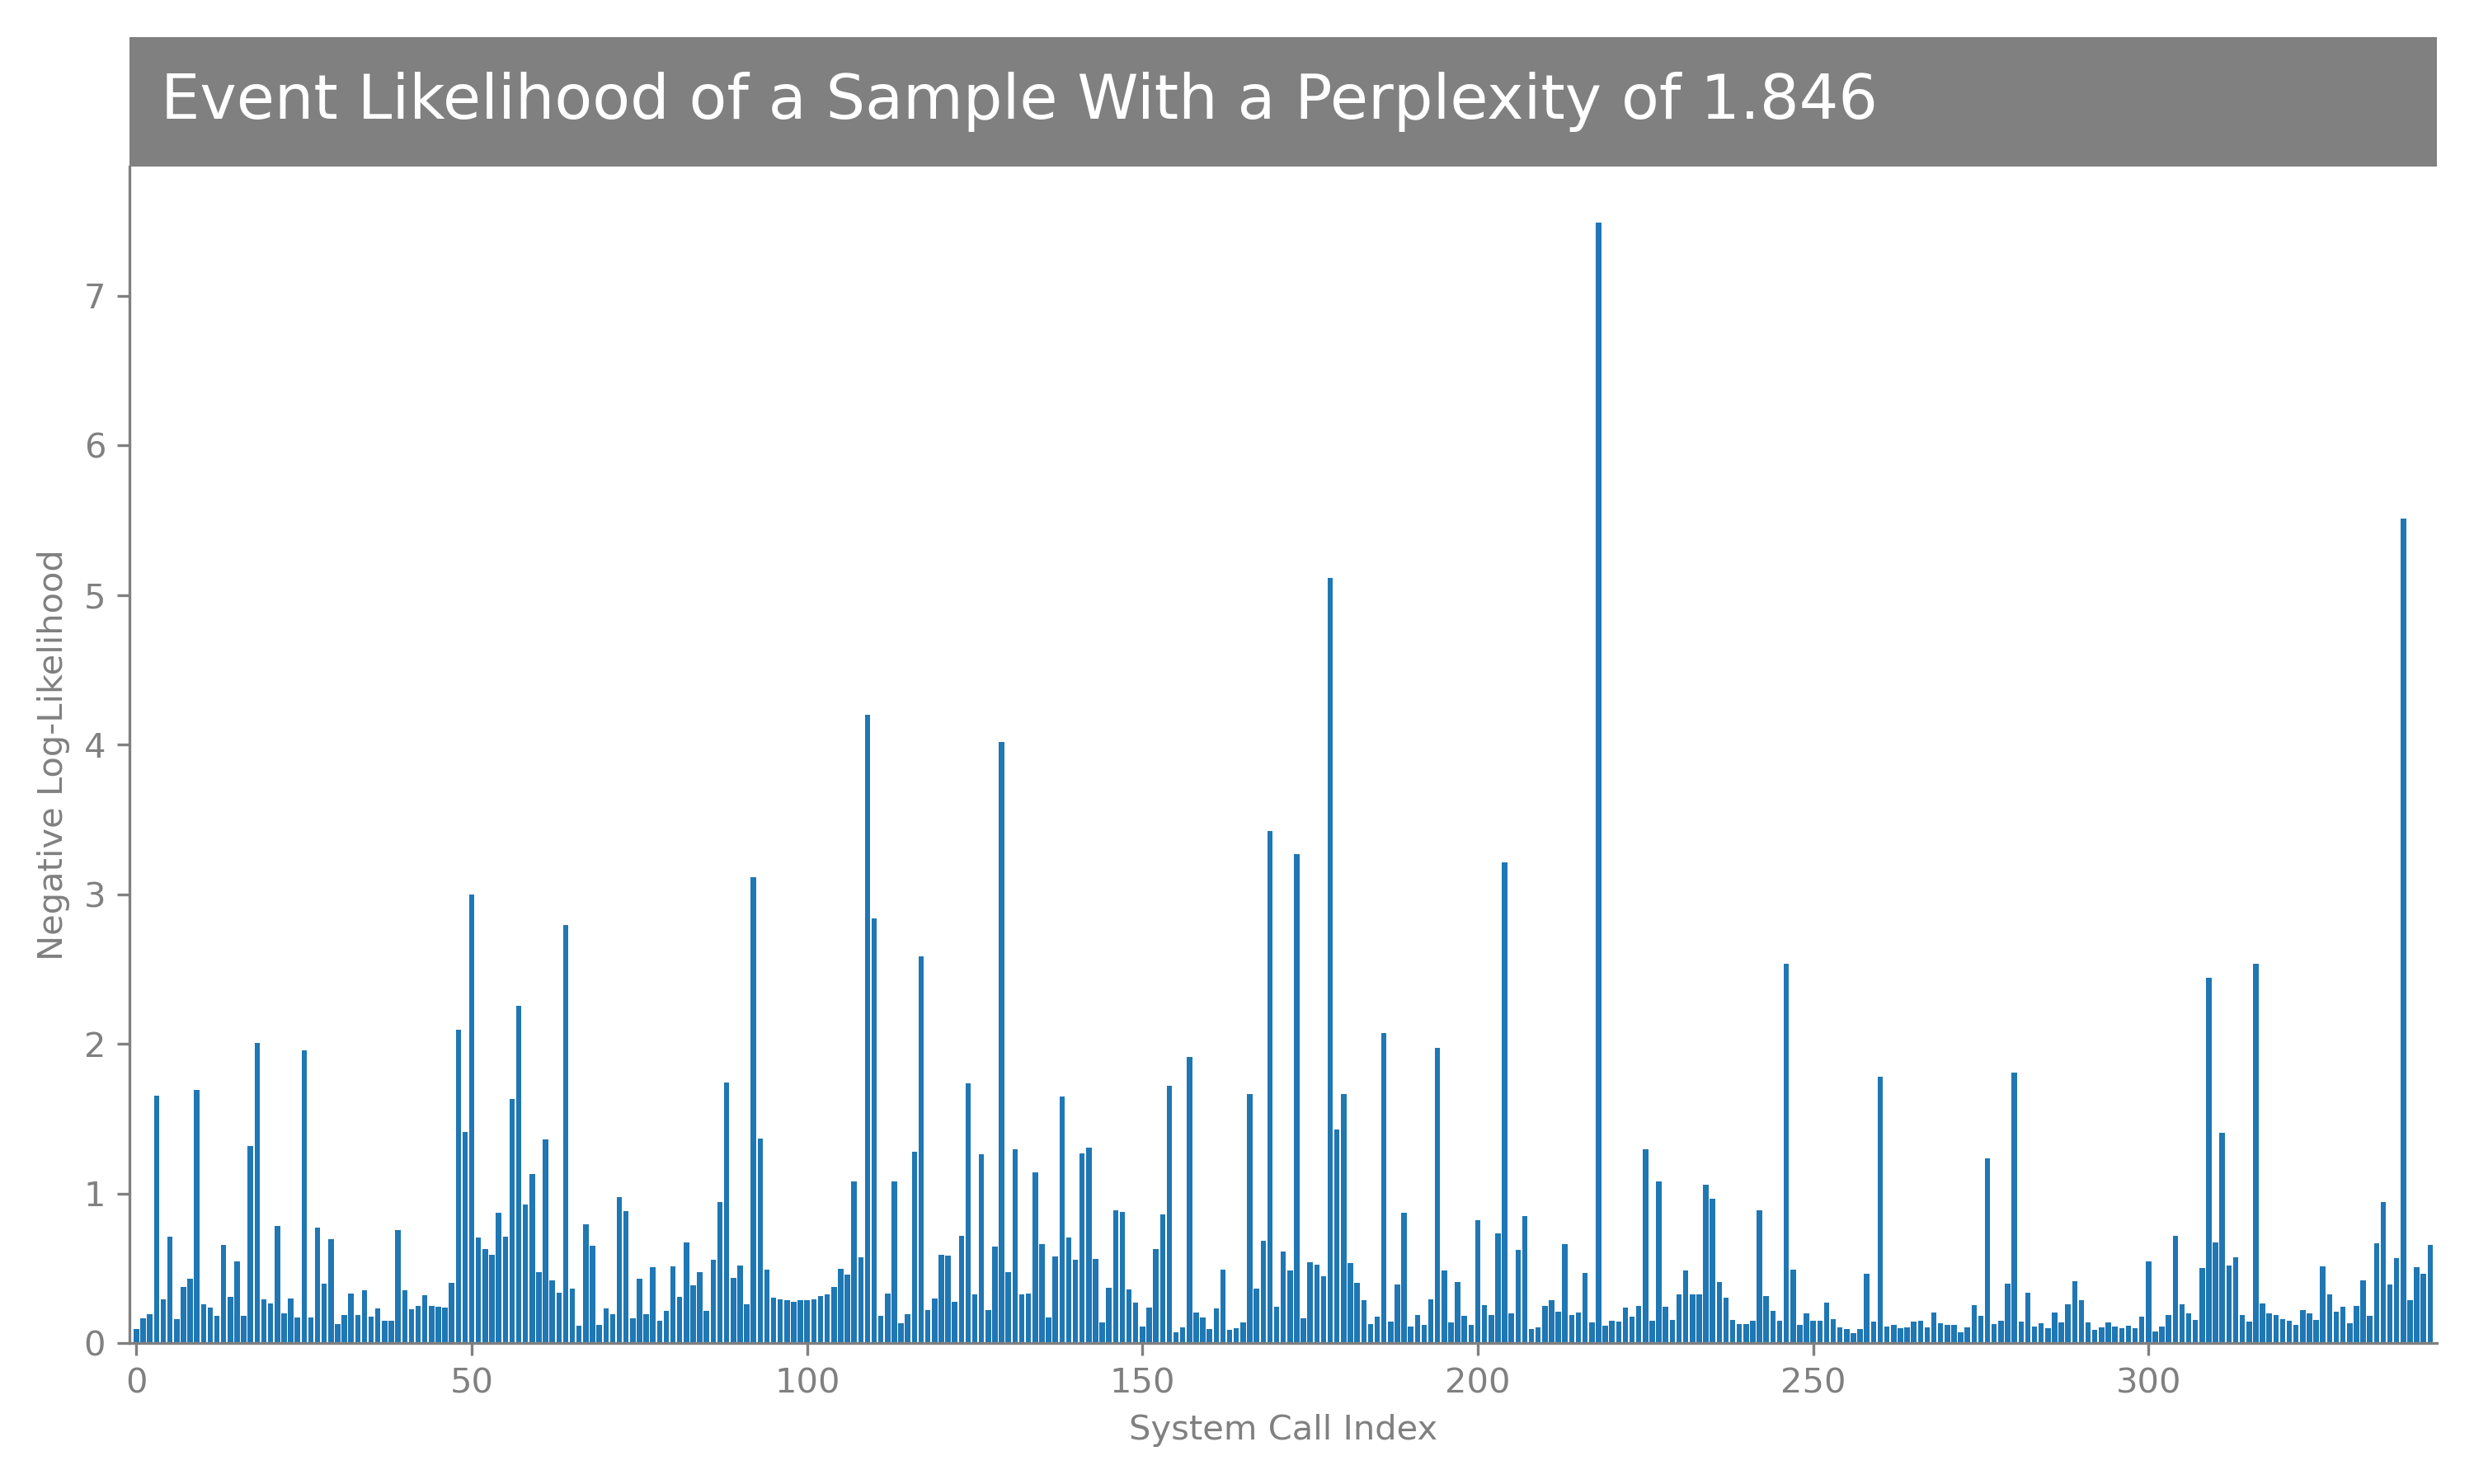 Event Likelihood of a Sample With a Perplexity of 1.846
Negative Log-Likelihood
7
6
5
4
3
2
1
0
0 50 100 150 200 250 300
System Call Index